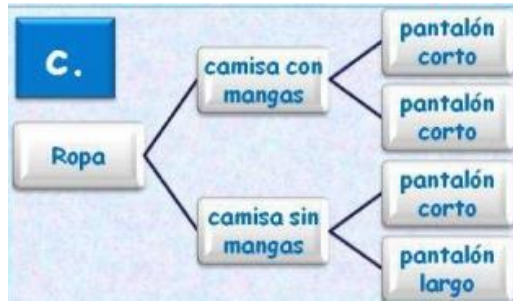 c.
Ropa
camisa con
mangas
pantalón
corto
pantalón
corto
camisa sin
mangas
pantalón
corto
pantalón
largo